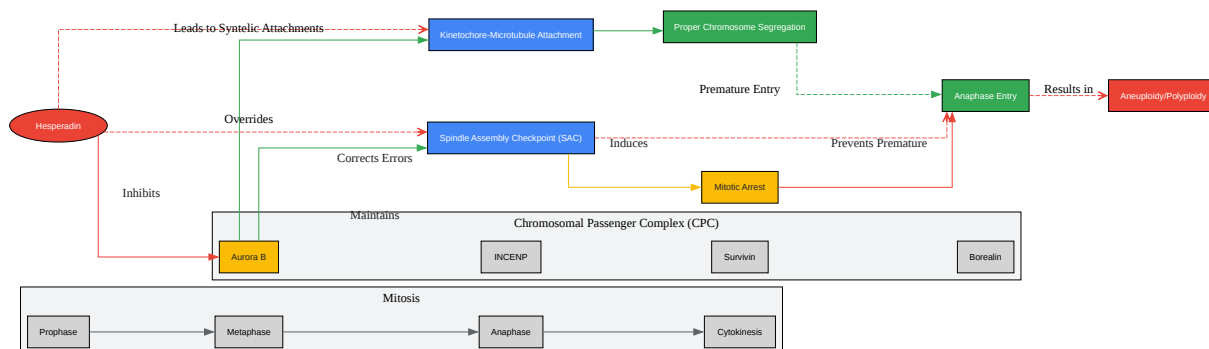 Leads to Syntelic Attachments
Kinetochore-Microtubule Attachment
Proper Chromosome Segregation
Premature Entry
Anaphase Entry
Results in
Aneuploidy/Polyploidy
Hesperadin
Overrides
Spindle Assembly Checkpoint (SAC)
Corrects Errors
Induces
Prevents Premature
Inhibits
Mitotic Arrest
Maintains
Chromosomal Passenger Complex (CPC)
Aurora B
INCENP
Survivin
Borealin
Mitosis
Prophase
Metaphase
Anaphase
Cytokinesis